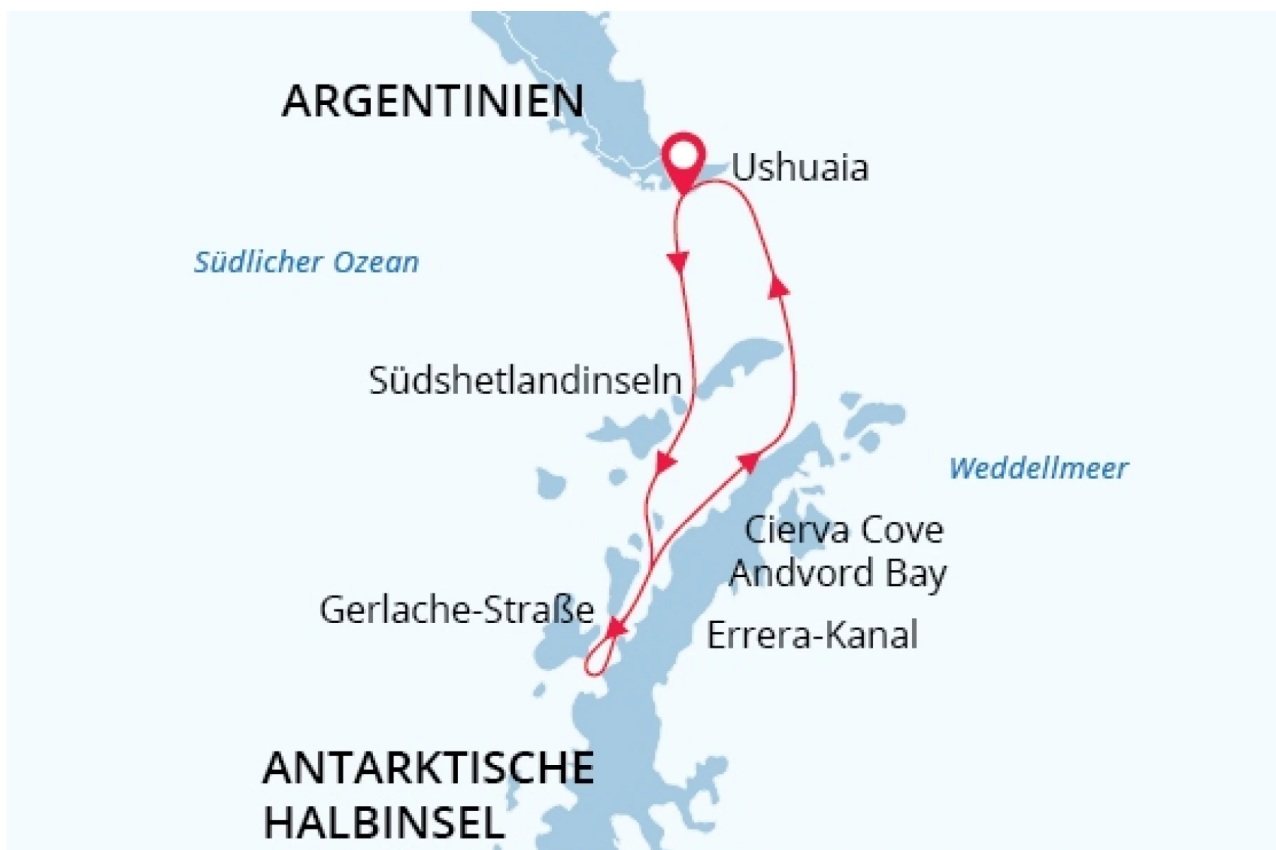 ARGENTINIEN
Ushuaia
Südlicher Ozean
Südshetlandinseln
Weddellmeer
Cierva Cove
Andvord Bay
Gerlache-Straße
Errera-Kanal
ANTARKTISCHE
HALBINSEL